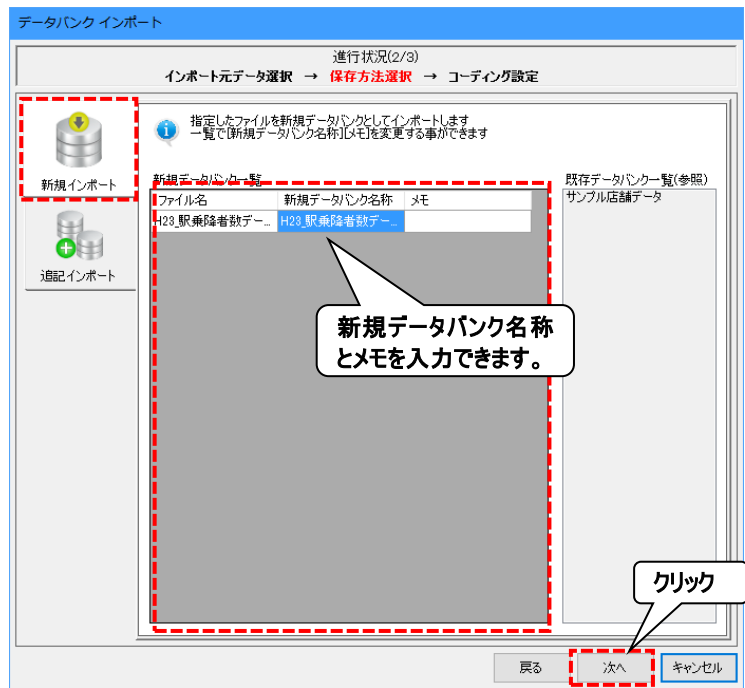 データバンク インポート
進行状況(2/3)
インポート元データ選択 → 保存方法選択 → コーディング設定
新規インポート
追記インポート
指定したファイルを新規データバンクとしてインポートします
一覧で[新規データバンク名称][メモ]を変更する事ができます
新規データバンク一覧
ファイル名 新規データバンク名称 メモ
H23_駅乗降者数デー... H23_駅乗降者数デー...
既存データバンク一覧(参照)
サンプル店舗データ
新規データバンク名称
とメモを入力できます。
クリック
戻る 次へ キャンセル